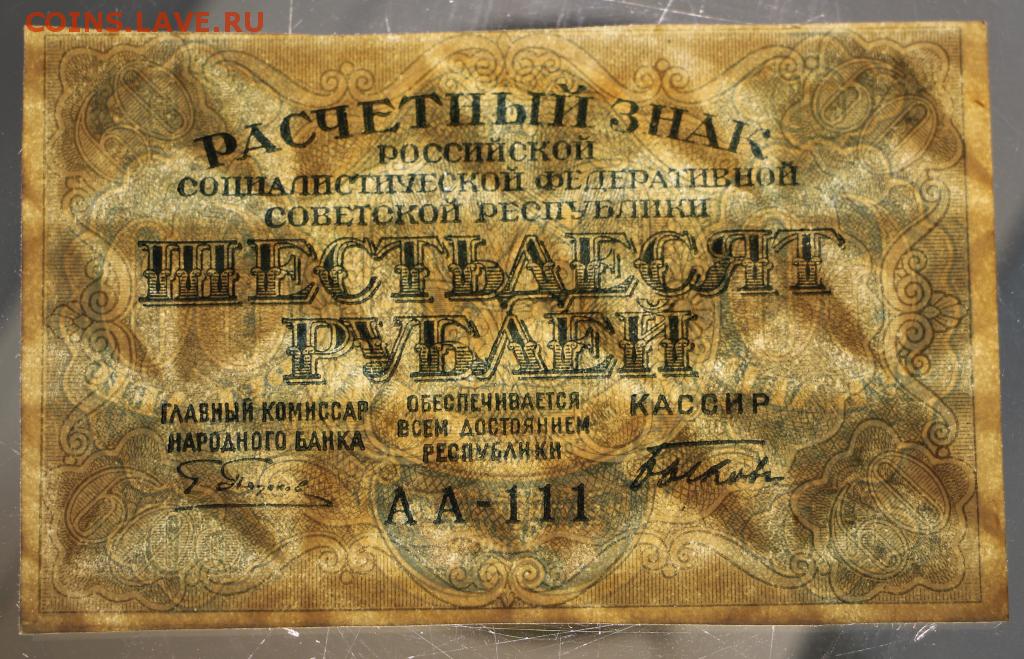 COINS.LAVE.RU
РАСЧЕТНЫЙ ЗНАК
РОССИЙСКОЙ
СОЦИАЛИСТИЧЕСКОЙ ФЕДЕРАТИВНОЙ
СОВЕТСКОЙ РЕСПУБЛИКИ
ШЕСТЬДЕСЯТ
РУБЛЕЙ
ГЛАВНЫЙ КОМИССАР
НАРОДНОГО БАНКА
ОБЕСПЕЧИВАЕТСЯ
ВСЕМ ДОСТОЯНИЕМ
РЕСПУБЛИКИ
КАССИР
АА-111